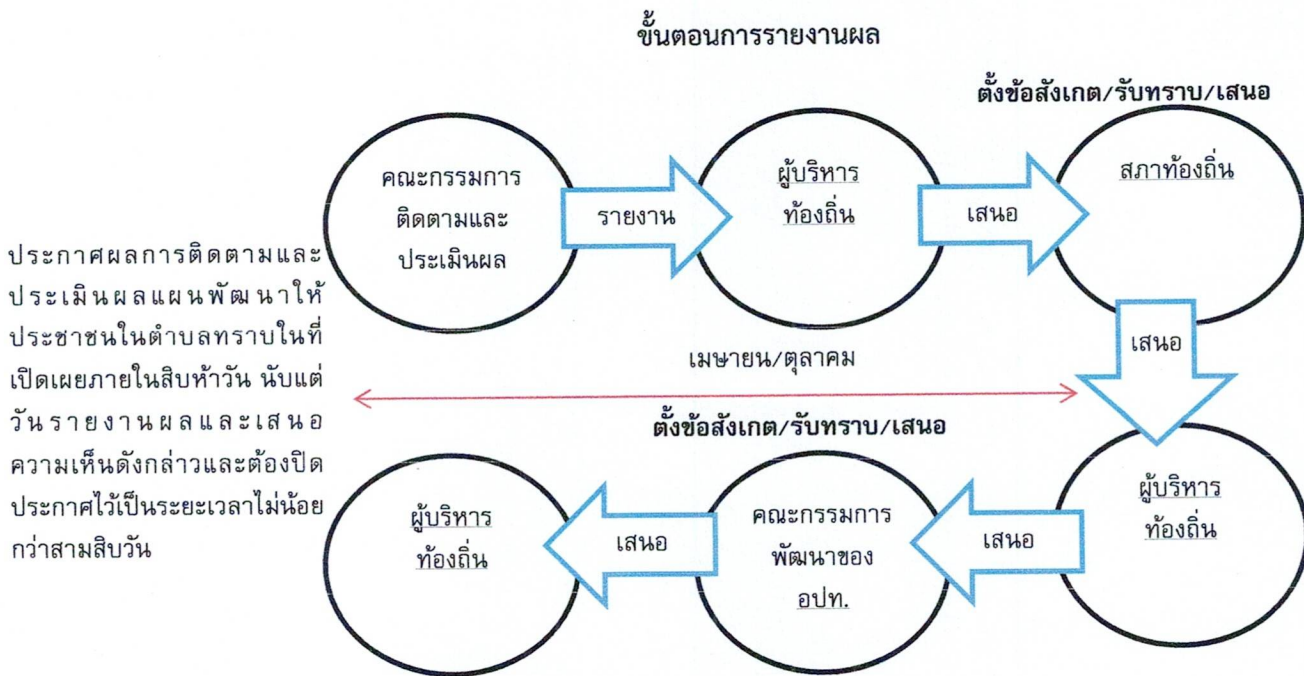 ขั้นตอนการรายงานผล
ตั้งข้อสังเกต/รับทราบ/เสนอ
คณะกรรมการ
ติดตามและ
ประเมินผล
รายงาน
ผู้บริหาร
ท้องถิ่น
เสนอ
สภาท้องถิ่น
เสนอ
ประกาศผลการติดตามและ
ประเมินผลแผนพัฒนาให้
ประชาชนในตำบลทราบในที่
เปิดเผยภายในสิบห้าวัน นับแต่
วันรายงานผลและเสนอ
ความเห็นดังกล่าวและต้องปิด
ประกาศไว้เป็นระยะเวลาไม่น้อย
กว่าสามสิบวัน
เมษายน/ตุลาคม
ตั้งข้อสังเกต/รับทราบ/เสนอ
ผู้บริหาร
ท้องถิ่น
เสนอ
คณะกรรมการ
พัฒนาของ
อปท.
เสนอ
ผู้บริหาร
ท้องถิ่น